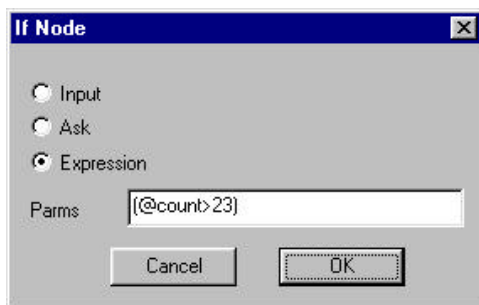 If Node
Input
Ask
Expression
Parms (@count>23)
Cancel OK